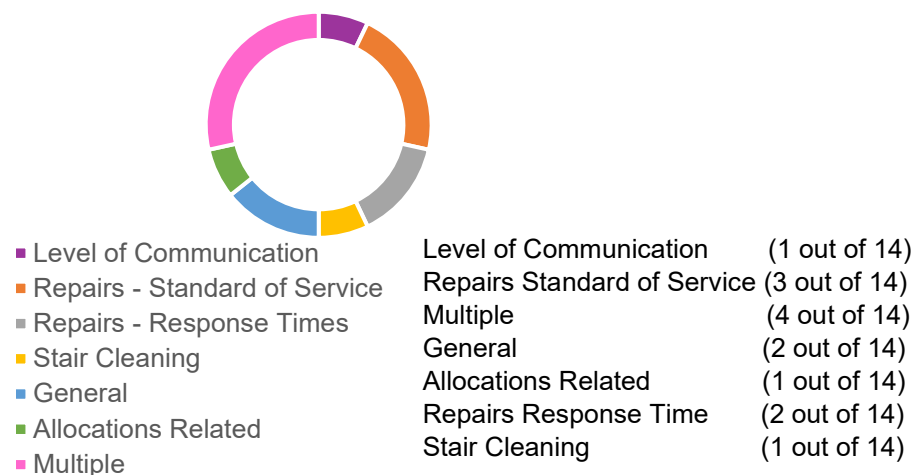 Level of Communication
Repairs - Standard of Service
Repairs - Response Times
Stair Cleaning
General
Allocations Related
Multiple
Level of Communication (1 out of 14)
Repairs Standard of Service (3 out of 14)
Multiple (4 out of 14)
General (2 out of 14)
Allocations Related (1 out of 14)
Repairs Response Time (2 out of 14)
Stair Cleaning (1 out of 14)